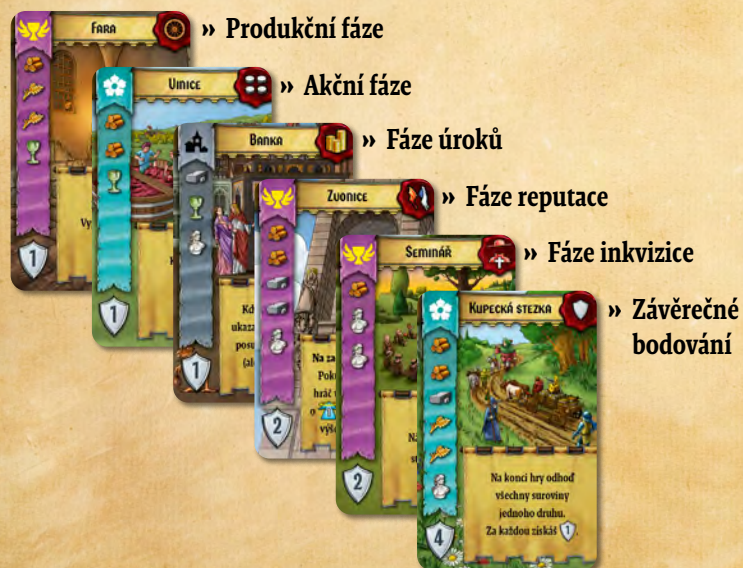 Fara
» Produkční fáze
Vinice
» Akční fáze
Banka
» Fáze úroků
Zvonice
» Fáze reputace
Seminář
» Fáze inkvizice
Kupecká stezka
» Závěrečné
bodování
1
1
1
2
2
4
Na konci hry odhoď
všechny suroviny
jednoho druhu.
Za každou získáš 1.